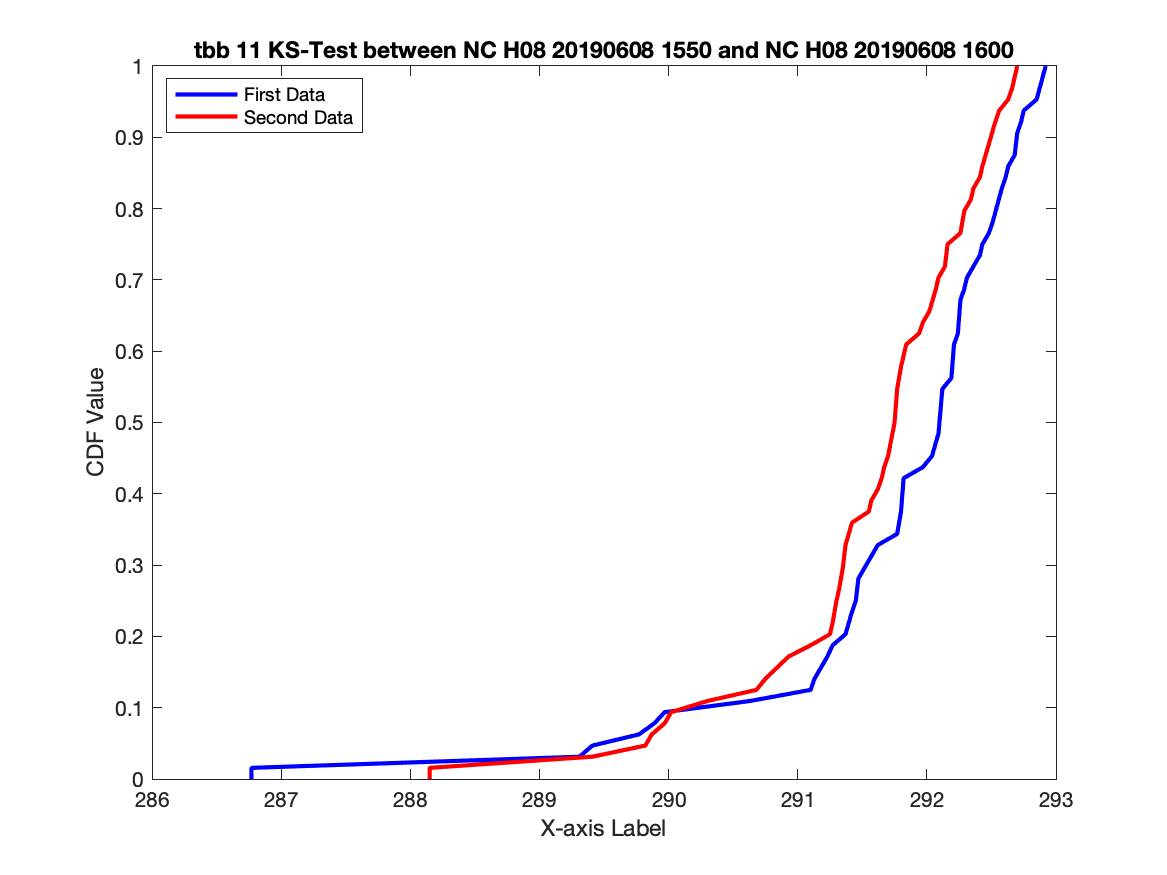 tbb 11 KS-Test between NC H08 20190608 1550 and NC H08 20190608 1600
First Data
Second Data
1
0.9
0.8
0.7
0.6
0.5
0.4
0.3
0.2
0.1
0
CDF Value
286 287 288 289 290 291 292 293
X-axis Label